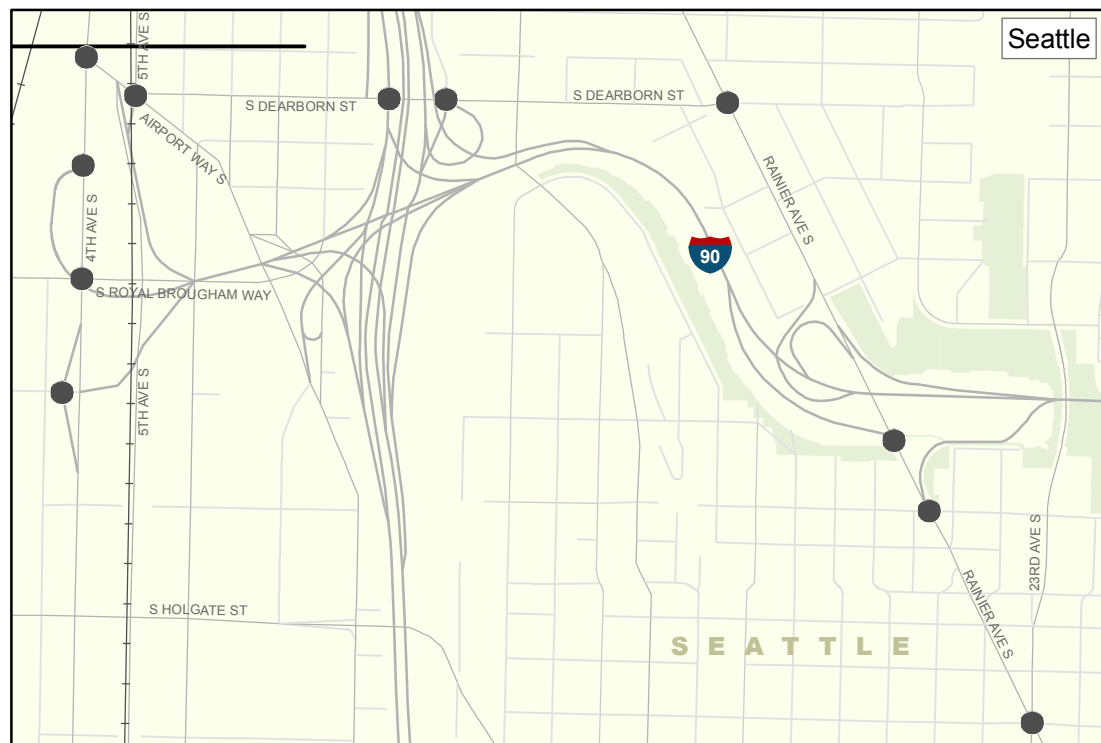 Seattle
5TH AVE S
S DEARBORN ST
S DEARBORN ST
AIRPORT WAY S
RAINIER AVE S
4TH AVE S
90
S ROYAL BROUGHAM WAY
5TH AVE S
23RD AVE S
RAINIER AVE S
S HOLGATE ST
SEATTLE